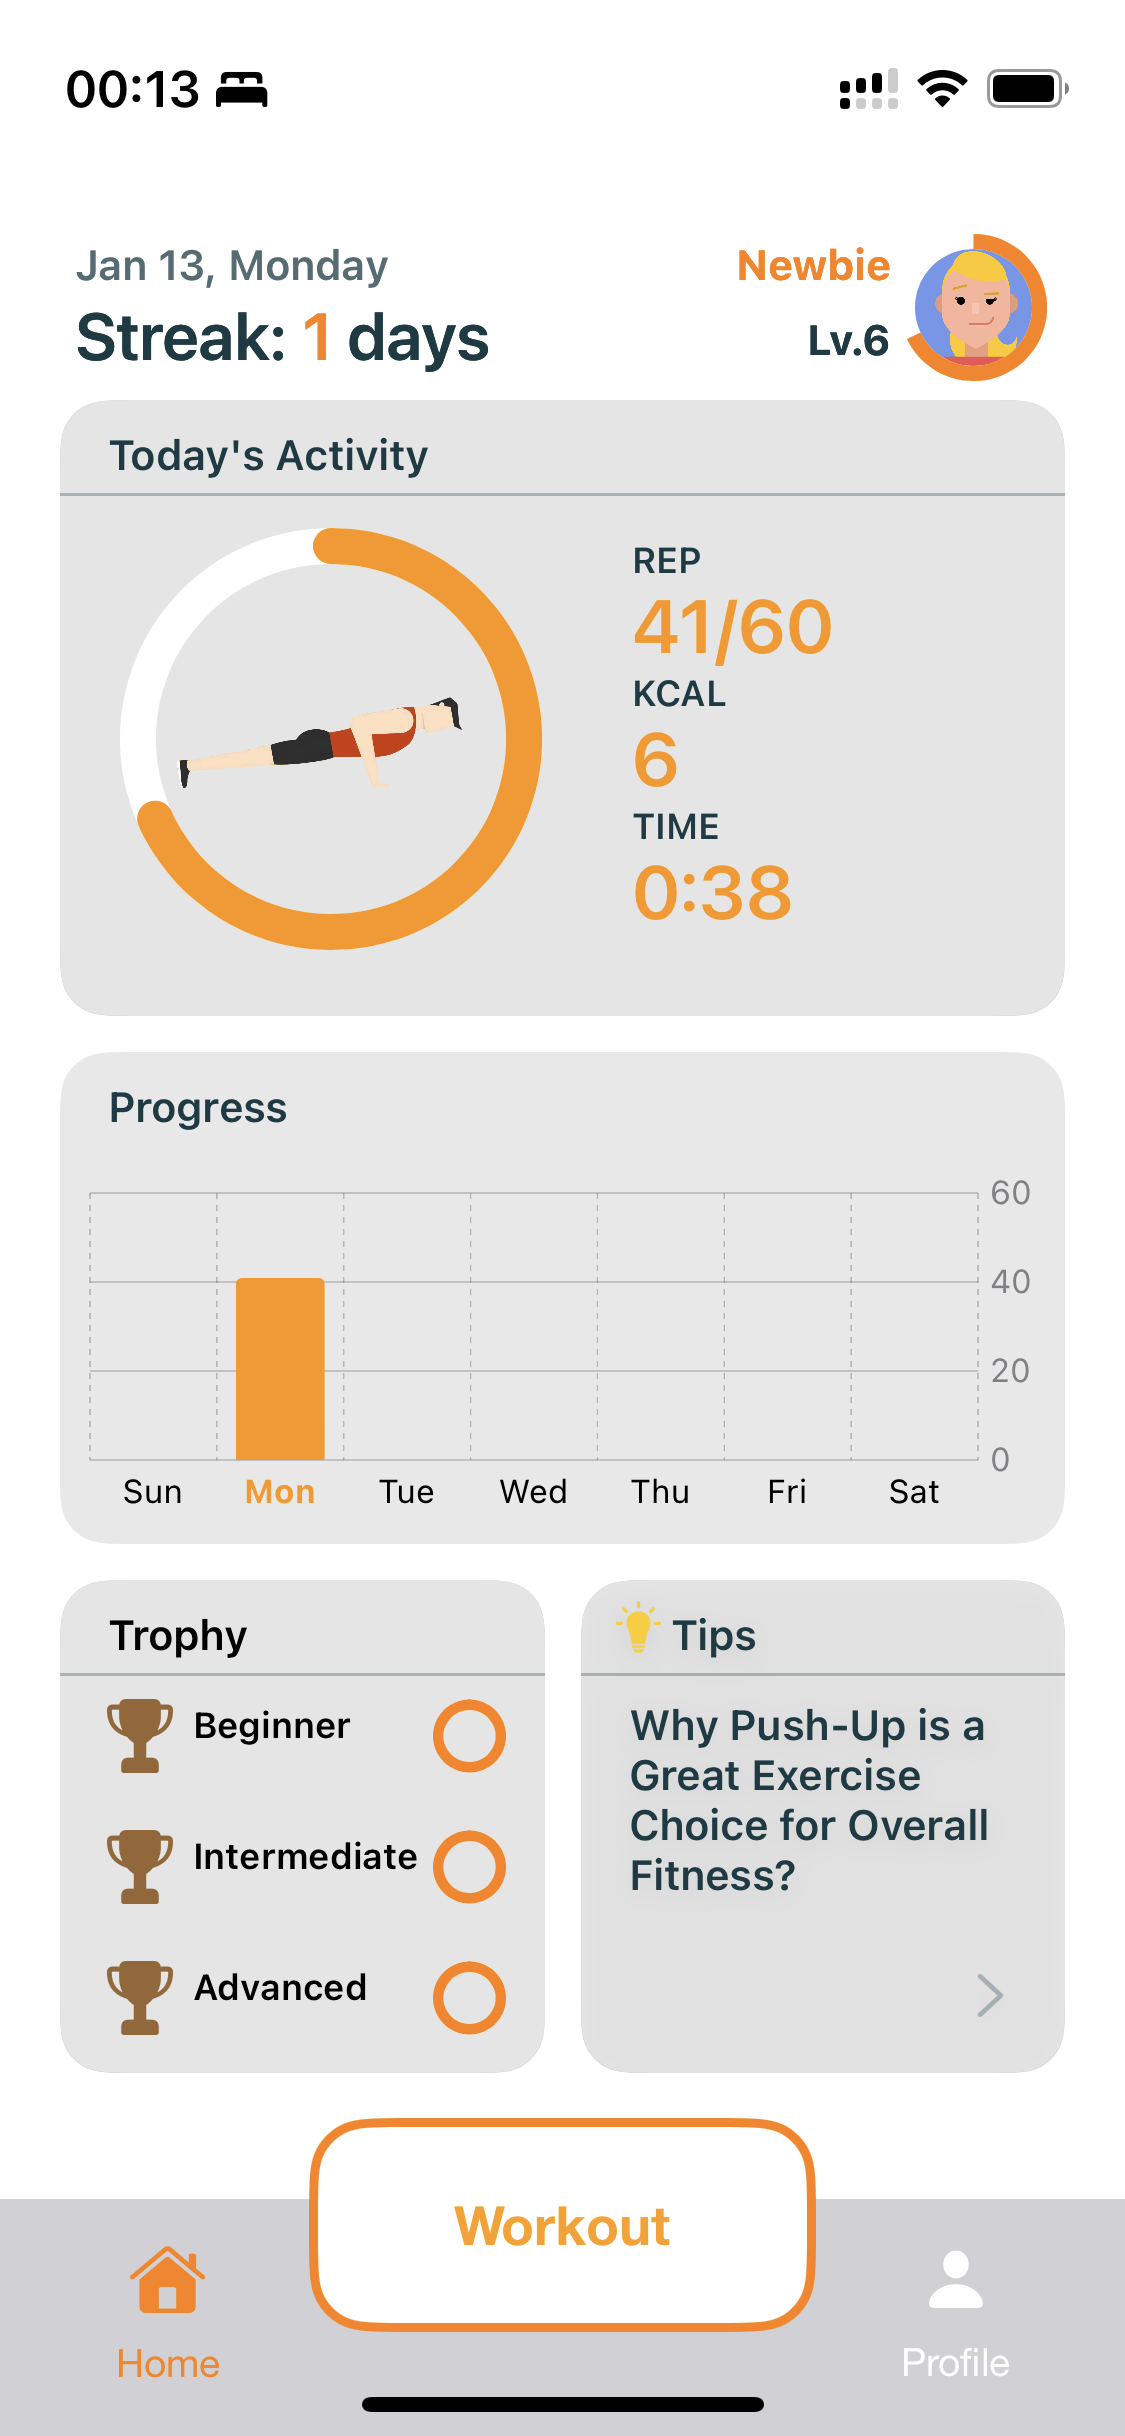 00:13
Jan 13, Monday
Streak: 1 days
Newbie
Lv.6
Today's Activity
REP
41/60
KCAL
6
TIME
0:38
Progress
60
40
20
0
Sun Mon Tue Wed Thu Fri Sat
Trophy
Beginner
Intermediate
Advanced
Tips
Why Push-Up is a
Great Exercise
Choice for Overall
Fitness?
Workout
Home
Profile